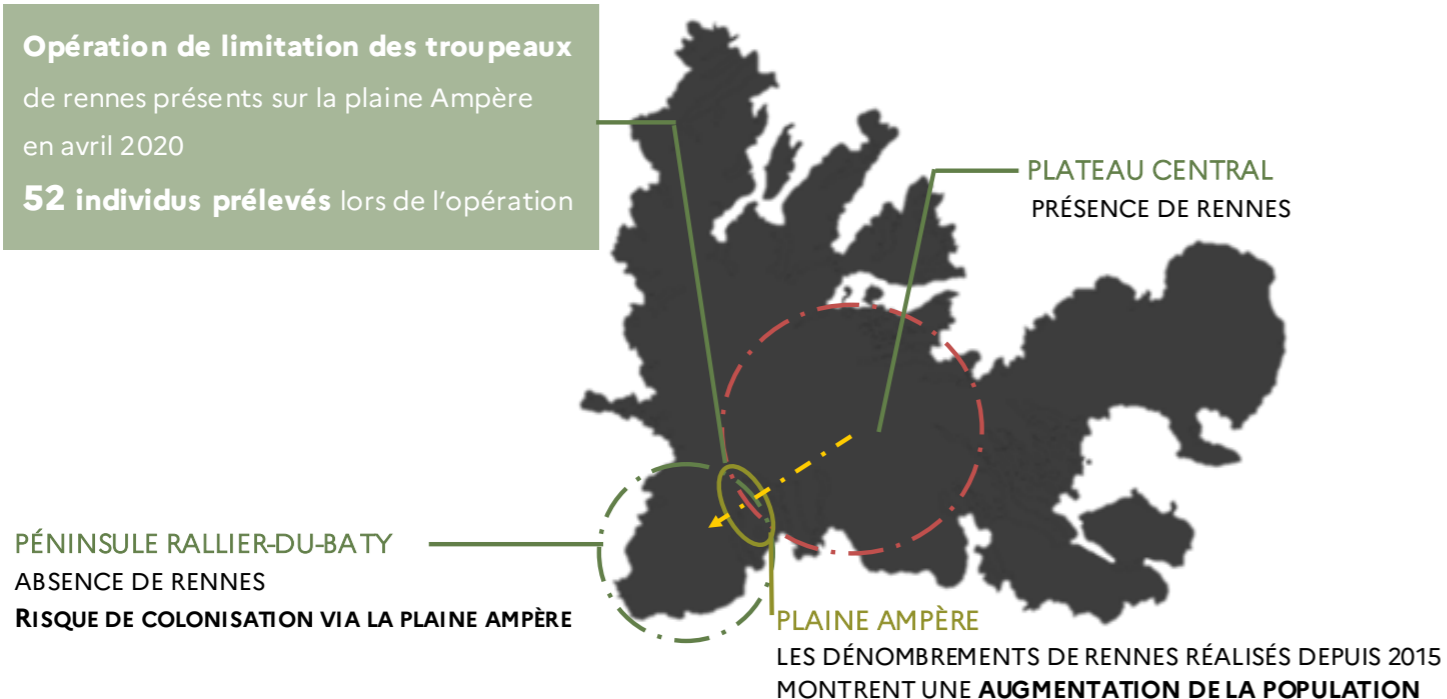 Opération de limitation des troupeaux
de rennes présents sur la plaine Ampère
en avril 2020
52 individus prélevés lors de l'opération
PLATEAU CENTRAL
PRÉSENCE DE RENNES
PÉNINSULE RALLIER-DU-BATY
ABSENCE DE RENNES
RISQUE DE COLONISATION VIA LA PLAINE AMPÈRE
PLAINE AMPÈRE
LES DÉNOMBREMENTS DE RENNES RÉALISÉS DEPUIS 2015
MONTRENT UNE AUGMENTATION DE LA POPULATION